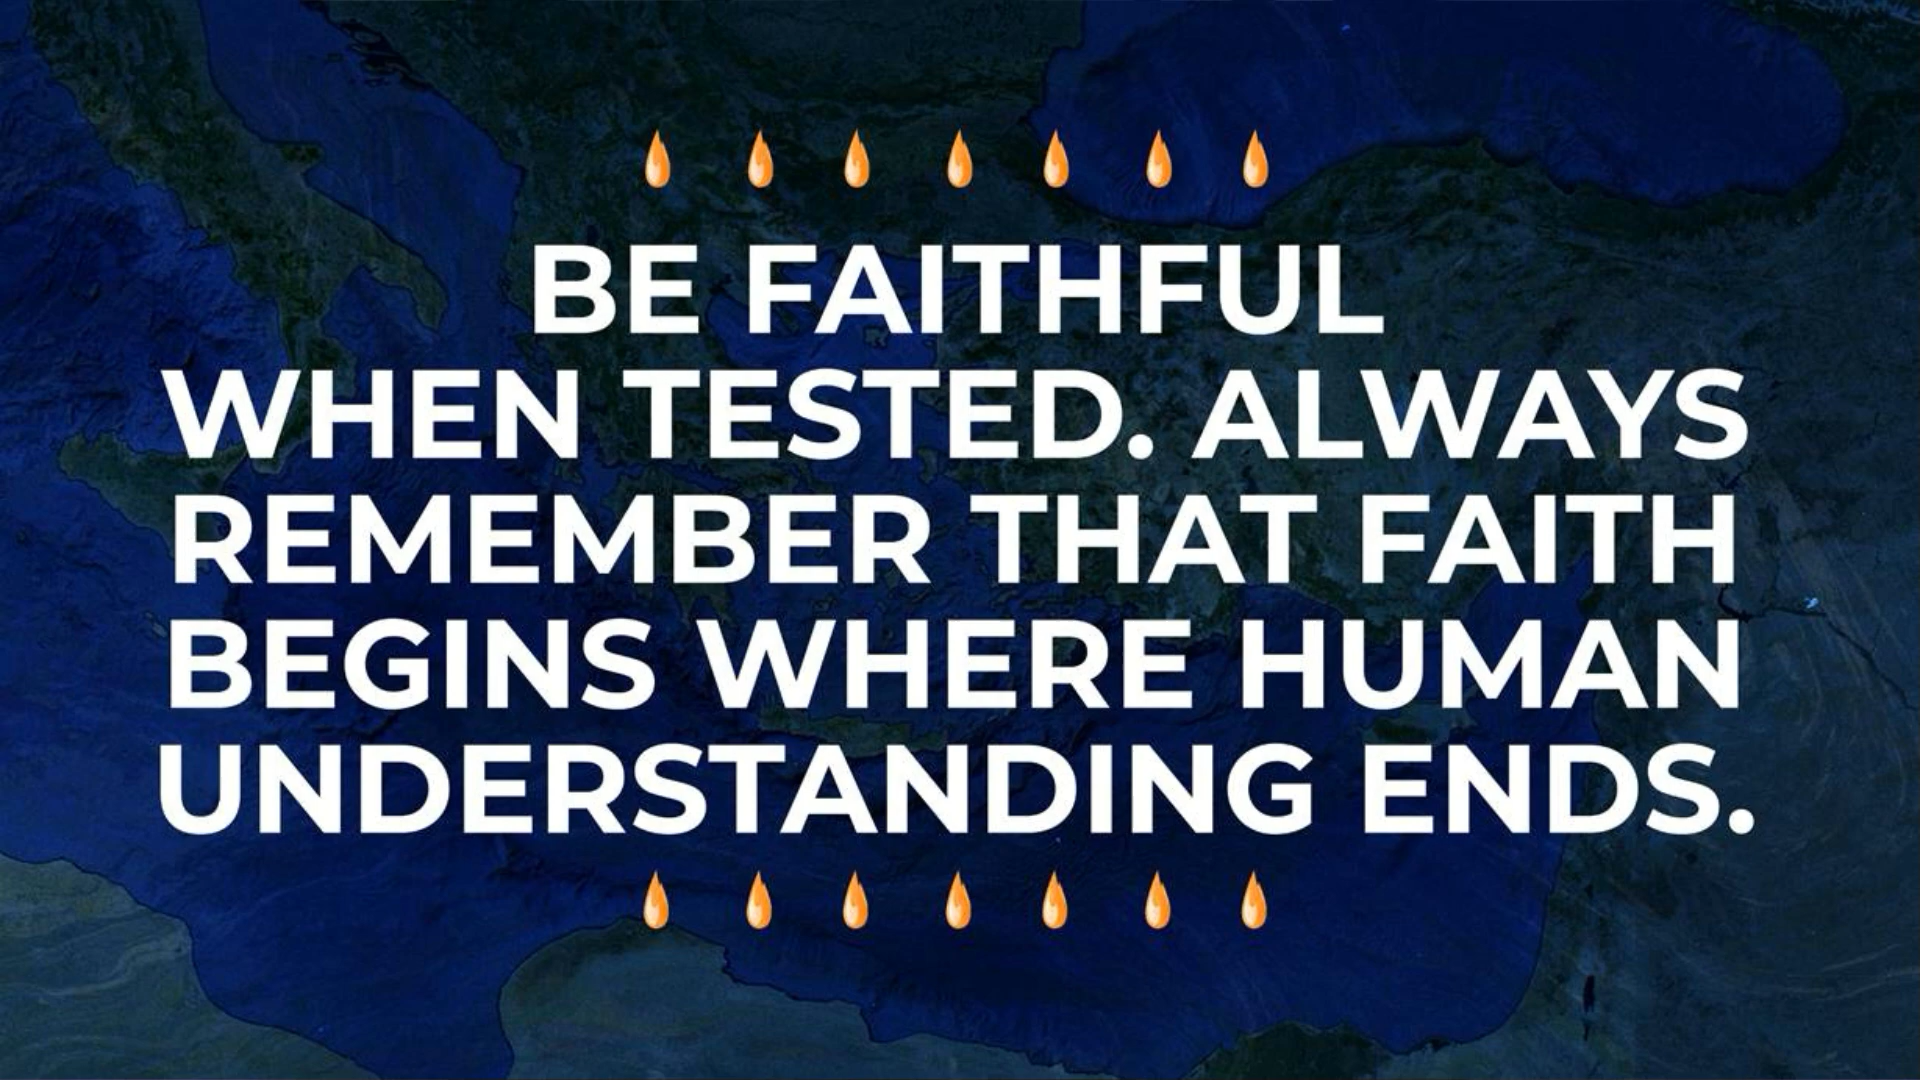 BE FAITHFUL
WHEN TESTED. ALWAYS
REMEMBER THAT FAITH
BEGINS WHERE HUMAN
UNDERSTANDING ENDS.